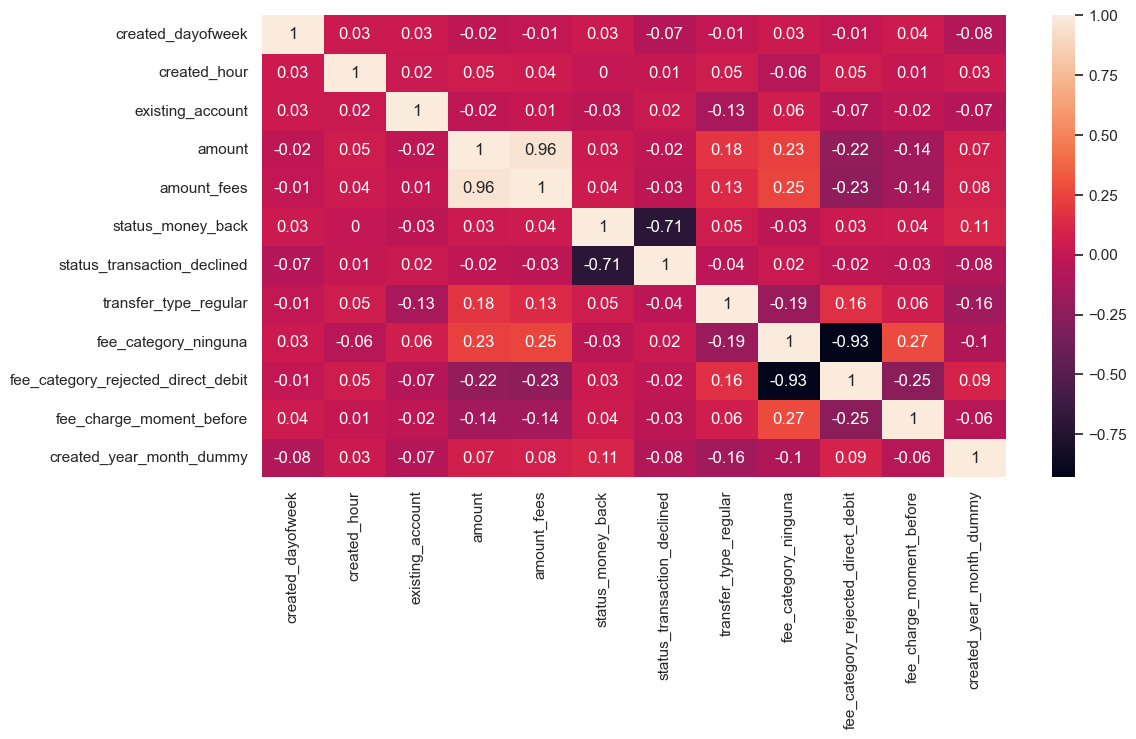 created_dayofweek 1 0.03 0.03 -0.02 -0.01 0.03 -0.07 -0.01 0.03 -0.01 0.04 -0.08
created_hour 0.03 1 0.02 0.05 0.04 0 0.01 0.05 -0.06 0.05 0.01 0.03
existing_account 0.03 0.02 1 -0.02 0.01 -0.03 0.02 -0.13 0.06 -0.07 -0.02 -0.07
amount -0.02 0.05 -0.02 1 0.96 0.03 -0.02 0.18 0.23 -0.22 -0.14 0.07
amount_fees -0.01 0.04 0.01 0.96 1 0.04 -0.03 0.13 0.25 -0.23 -0.14 0.08
status_money_back 0.03 0 -0.03 0.03 0.04 1 -0.71 0.05 -0.03 0.03 0.04 0.11
status_transaction_declined -0.07 0.01 0.02 -0.02 -0.03 -0.71 1 -0.04 0.02 -0.02 -0.03 -0.08
transfer_type_regular -0.01 0.05 -0.13 0.18 0.13 0.05 -0.04 1 -0.19 0.16 0.06 -0.16
fee_category_ninguna 0.03 -0.06 0.06 0.23 0.25 -0.03 0.02 -0.19 1 -0.93 0.27 -0.1
fee_category_rejected_direct_debit -0.01 0.05 -0.07 -0.22 -0.23 0.03 -0.02 0.16 -0.93 1 -0.25 0.09
fee_charge_moment_before 0.04 0.01 -0.02 -0.14 -0.14 0.04 -0.03 0.06 0.27 -0.25 1 -0.06
created_year_month_dummy -0.08 0.03 -0.07 0.07 0.08 0.11 -0.08 -0.16 -0.1 0.09 -0.06 1
created_dayofweek
created_hour
existing_account
amount
amount_fees
status_money_back
status_transaction_declined
transfer_type_regular
fee_category_ninguna
fee_category_rejected_direct_debit
fee_charge_moment_before
created_year_month_dummy
1.00
0.75
0.50
0.25
0.00
−0.25
−0.50
−0.75